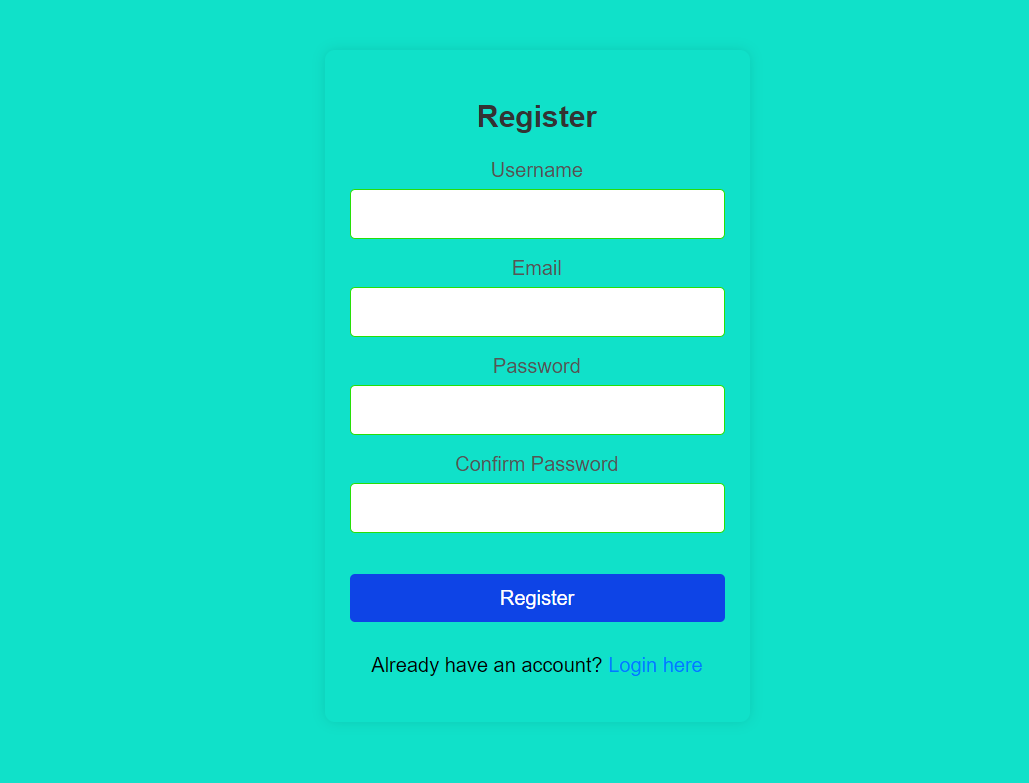 Register
Username
Email
Password
Confirm Password
Register
Already have an account? Login here